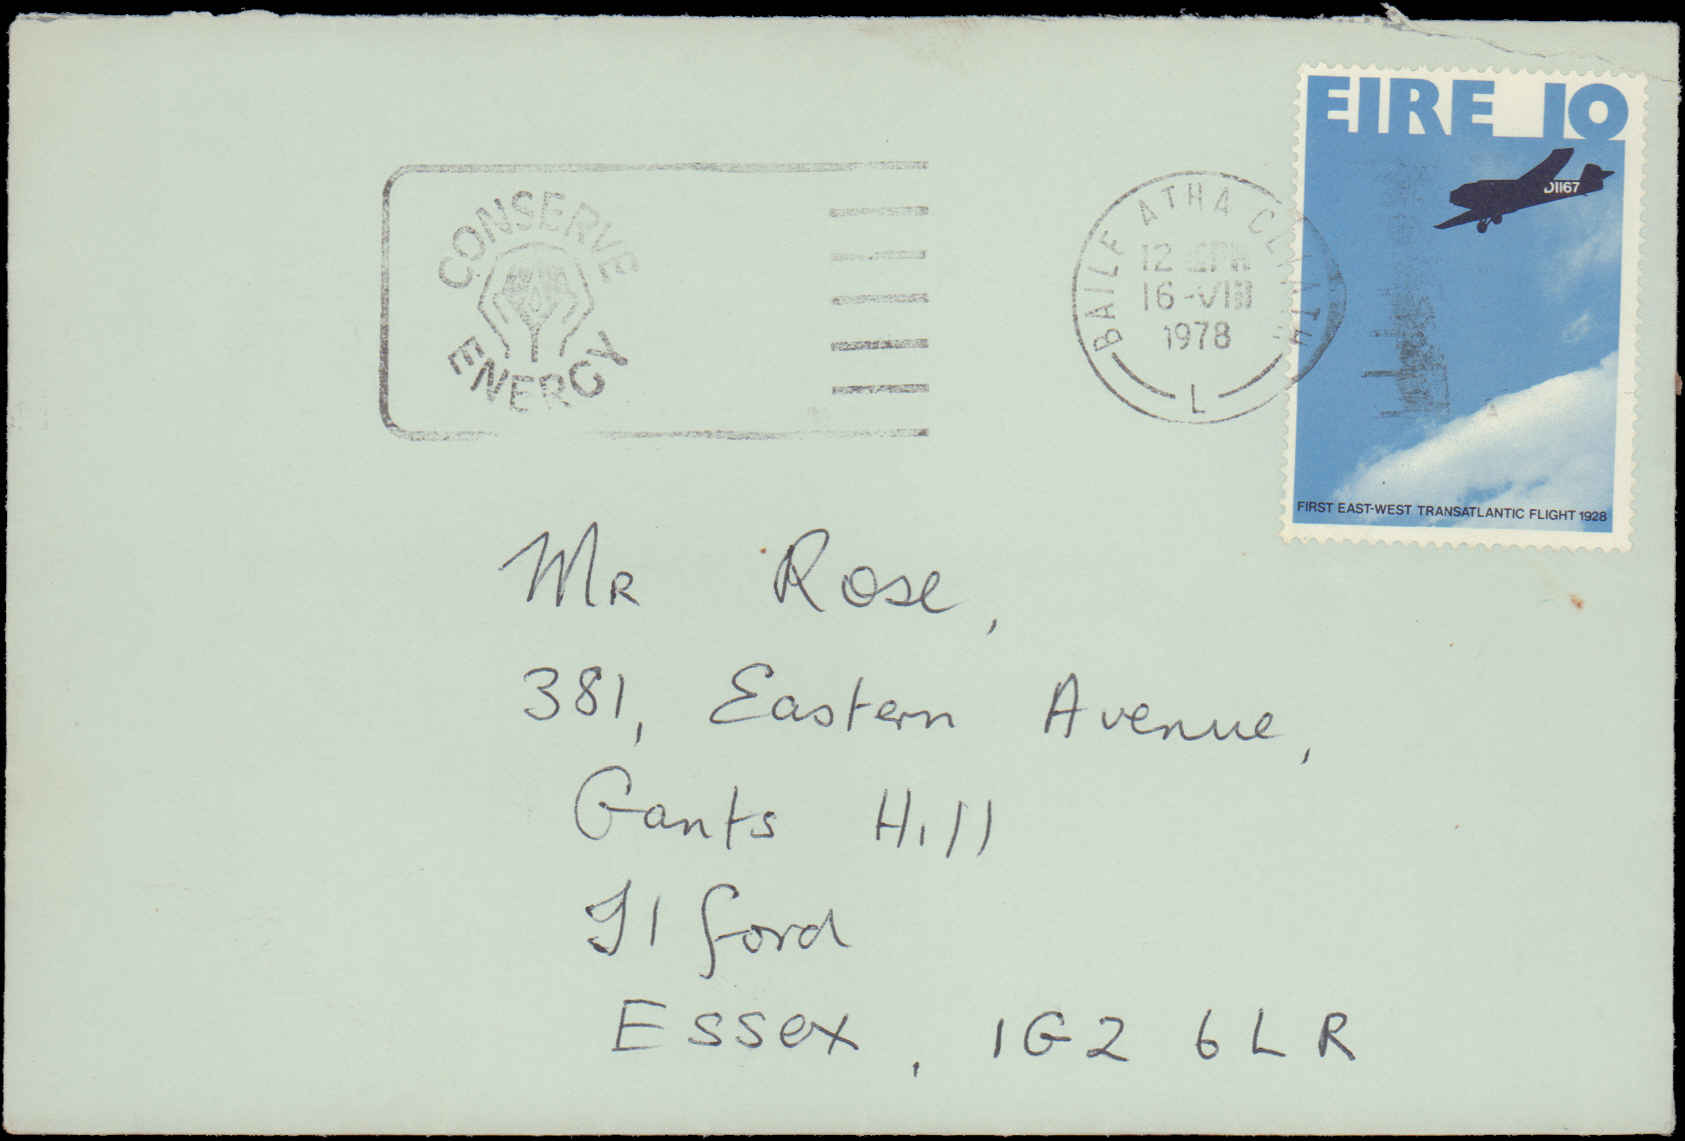 EIRE 10
D1167
FIRST EAST-WEST TRANSATLANTIC FLIGHT 1928
CONSERVE
ENERGY
BAILE ATHA CLIATH
12
16-VIII
1978
L
Mr Rose,
381, Eastern Avenue,
Gants Hill
Ilford
Essex, IG2 6LR